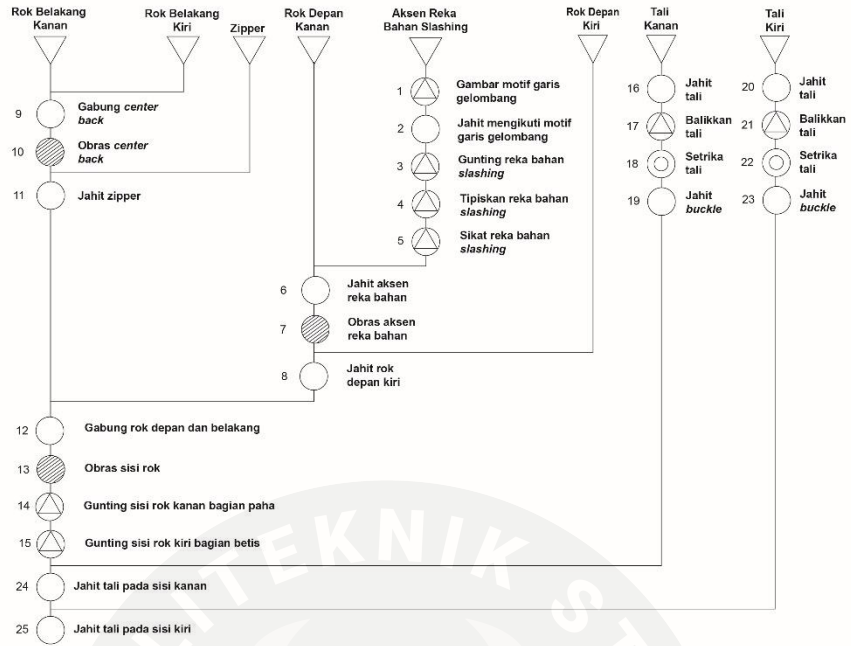 Rok Belakang
Kanan
Rok Belakang
Kiri
Zipper
Rok Depan
Kanan
Aksen Reka
Bahan Slashing
Rok Depan
Kiri
Tali
Kanan
Tali
Kiri
1 Gambar motif garis
gelombang
2 Jahit mengikuti motif
garis gelombang
3 Gunting reka bahan
slashing
4 Tipiskan reka bahan
slashing
5 Sikat reka bahan
slashing
16 Jahit
tali
17 Balikkan
tali
18 Setrika
tali
19 Jahit
buckle
20 Jahit
tali
21 Balikkan
tali
22 Setrika
tali
23 Jahit
buckle
9 Gabung center
back
10 Obras center
back
11 Jahit zipper
6 Jahit aksen
reka bahan
7 Obras aksen
reka bahan
8 Jahit rok
depan kiri
12 Gabung rok depan dan belakang
13 Obras sisi rok
14 Gunting sisi rok kanan bagian paha
15 Gunting sisi rok kiri bagian betis
24 Jahit tali pada sisi kanan
25 Jahit tali pada sisi kiri